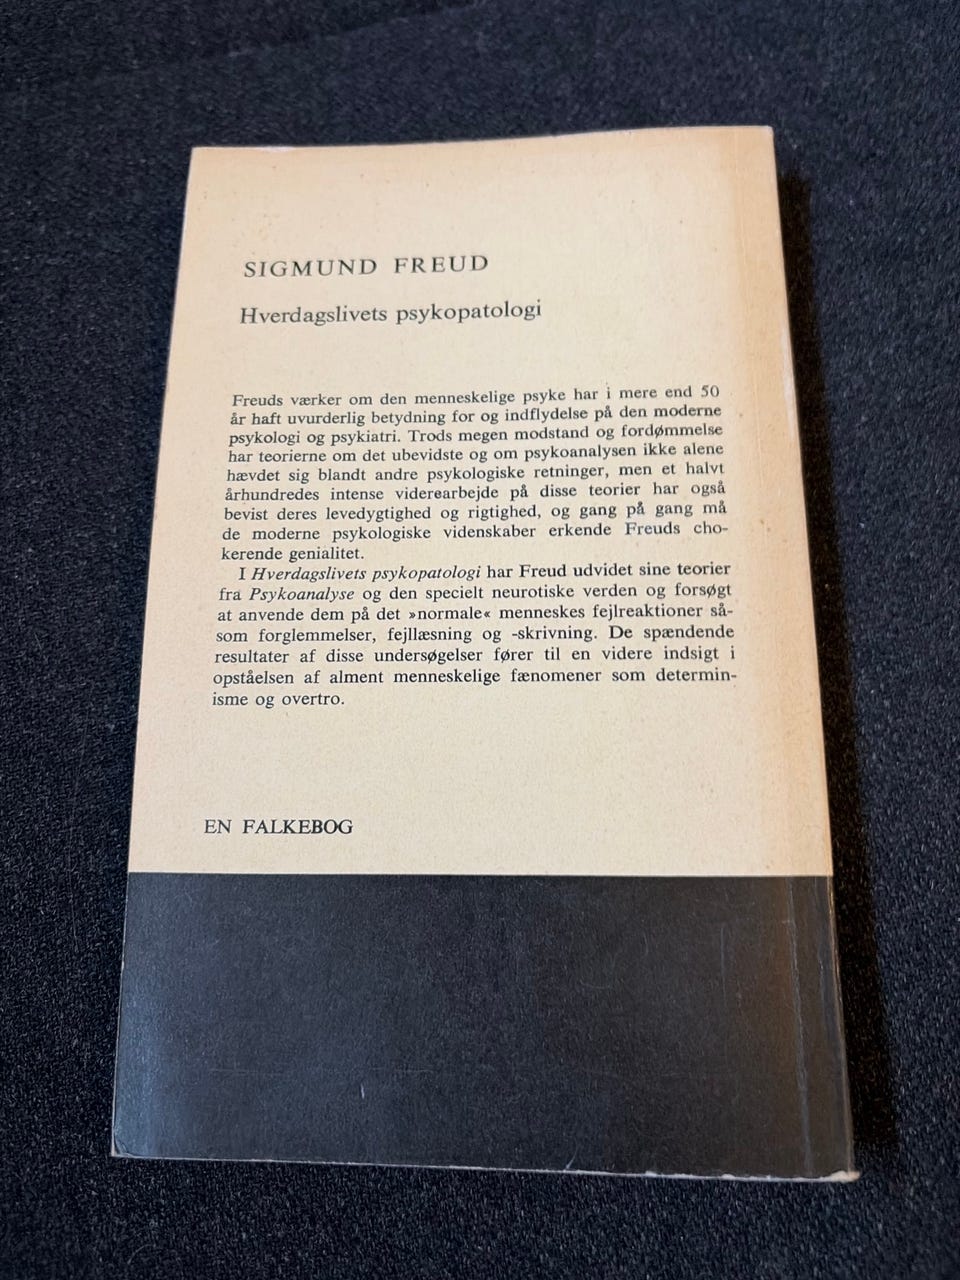 SIGMUND FREUD
Hverdagslivets psykopatologi
Freuds værker om den menneskelige psyke har i mere end 50
år haft uvurderlig betydning for og indflydelse på den moderne
psykologi og psykiatri. Trods megen modstand og fordømmelse
har teorierne om det ubevidste og om psykoanalysen ikke alene
hævdet sig blandt andre psykologiske retninger, men et halvt
århundredes intense viderearbejde på disse teorier har også
bevist deres levedygtighed og rigtighed, og gang på gang må
de moderne psykologiske videnskaber erkende Freuds cho-
kerende genialitet.
I Hverdagslivets psykopatologi har Freud udvidet sine teorier
fra Psykoanalyse og den specielt neurotiske verden og forsøgt
at anvende dem på det »normale« menneskes fejlreaktioner så-
som forglemmelser, fejllæsning og -skrivning. De spændende
resultater af disse undersøgelser fører til en videre indsigt i
opståelsen af alment menneskelige fænomener som determin-
isme og overtro.
EN FALKEBOG